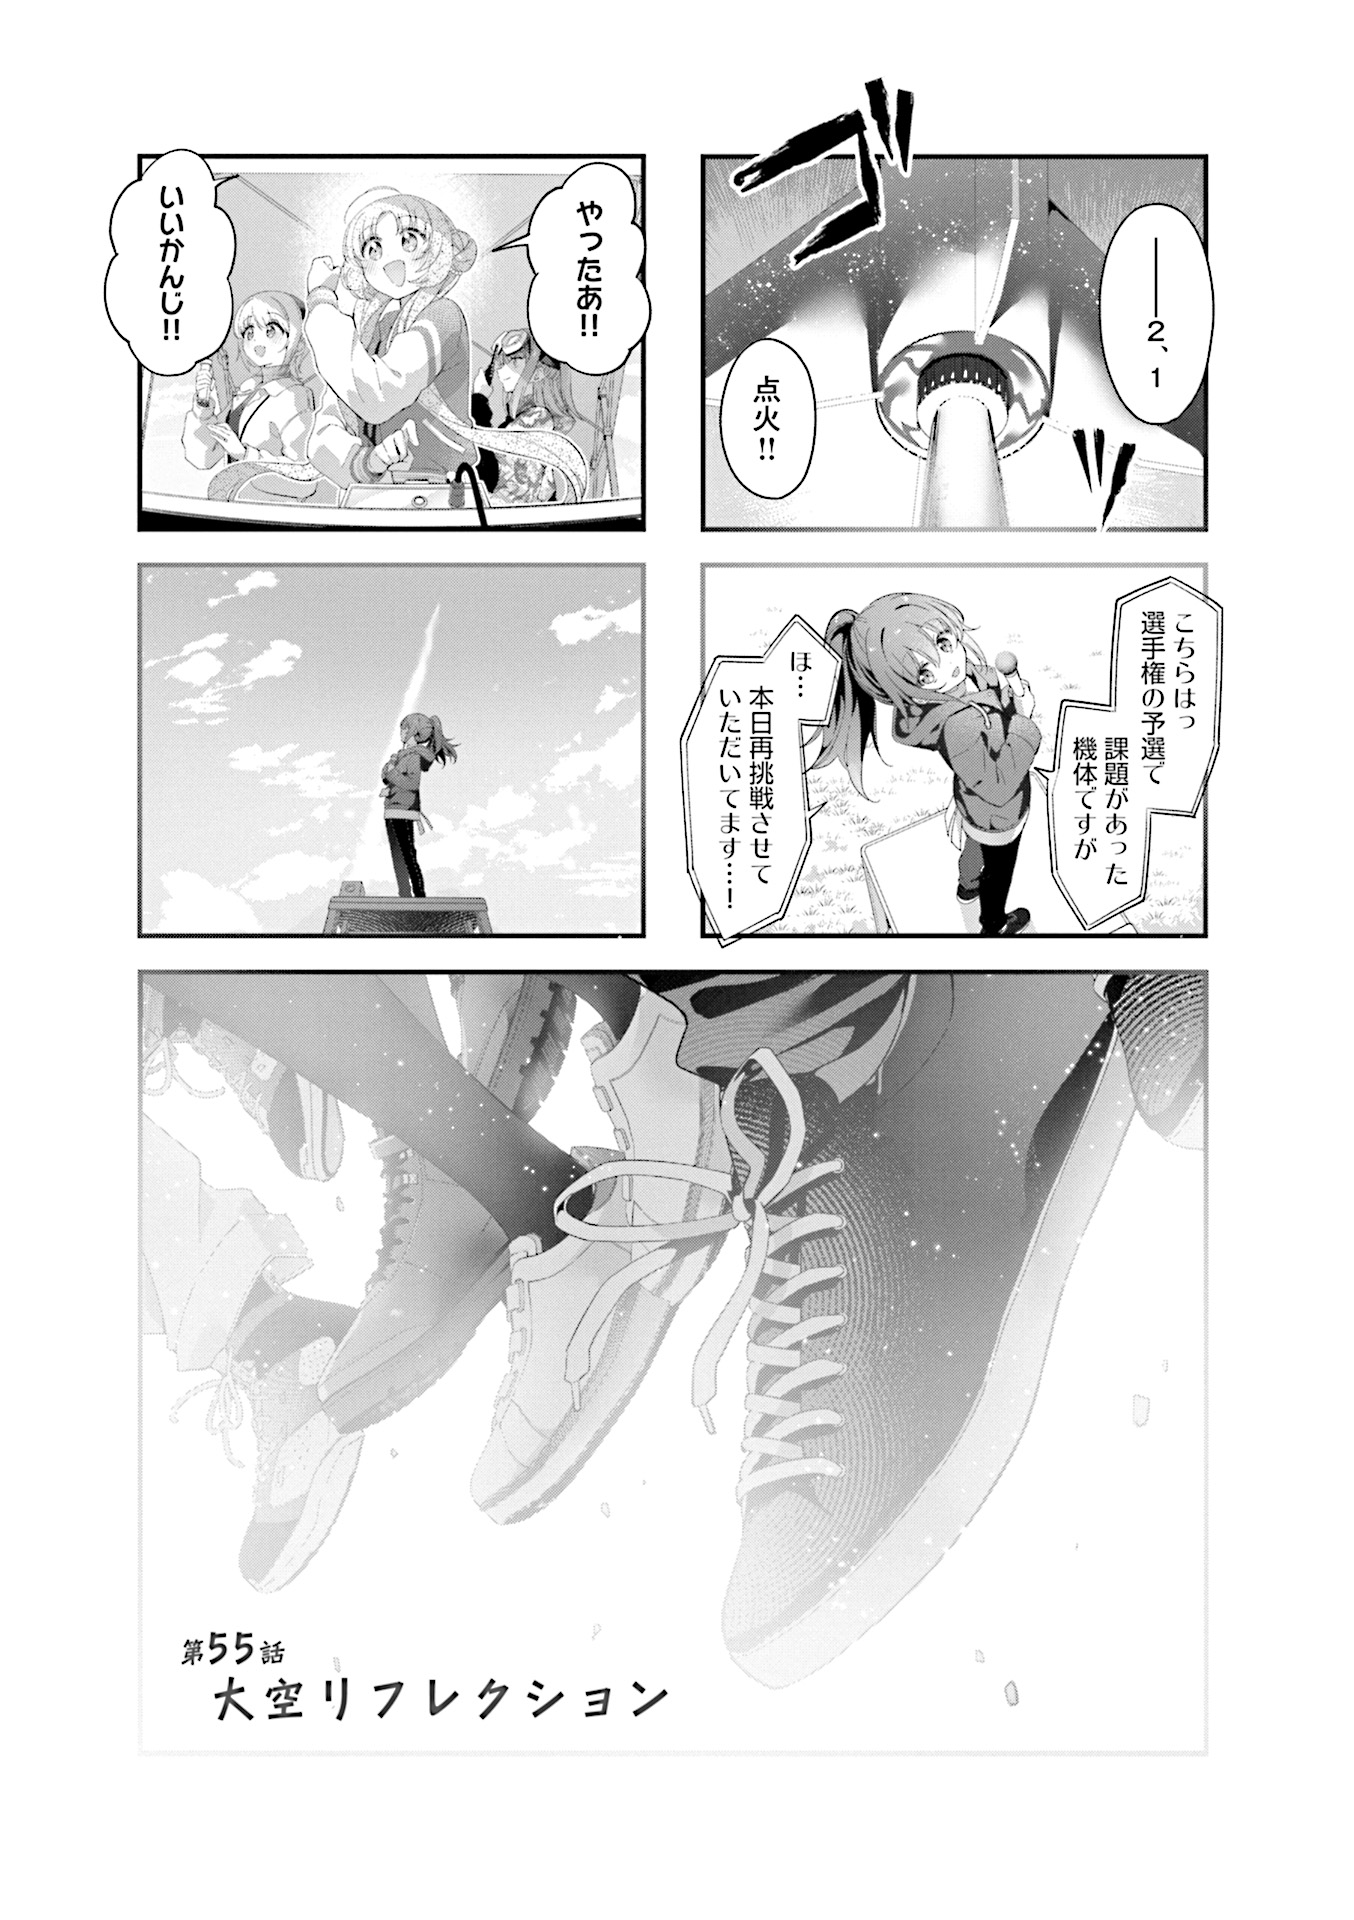 ――2、1
点火!!
ゴゴ
やったあ!!
いいかんじ!!
こちらはっ
選手権の予選で
課題があった
機体ですが
ほ…
本日再挑戦させて
いただいてます…!
第55話
大空リフレクション